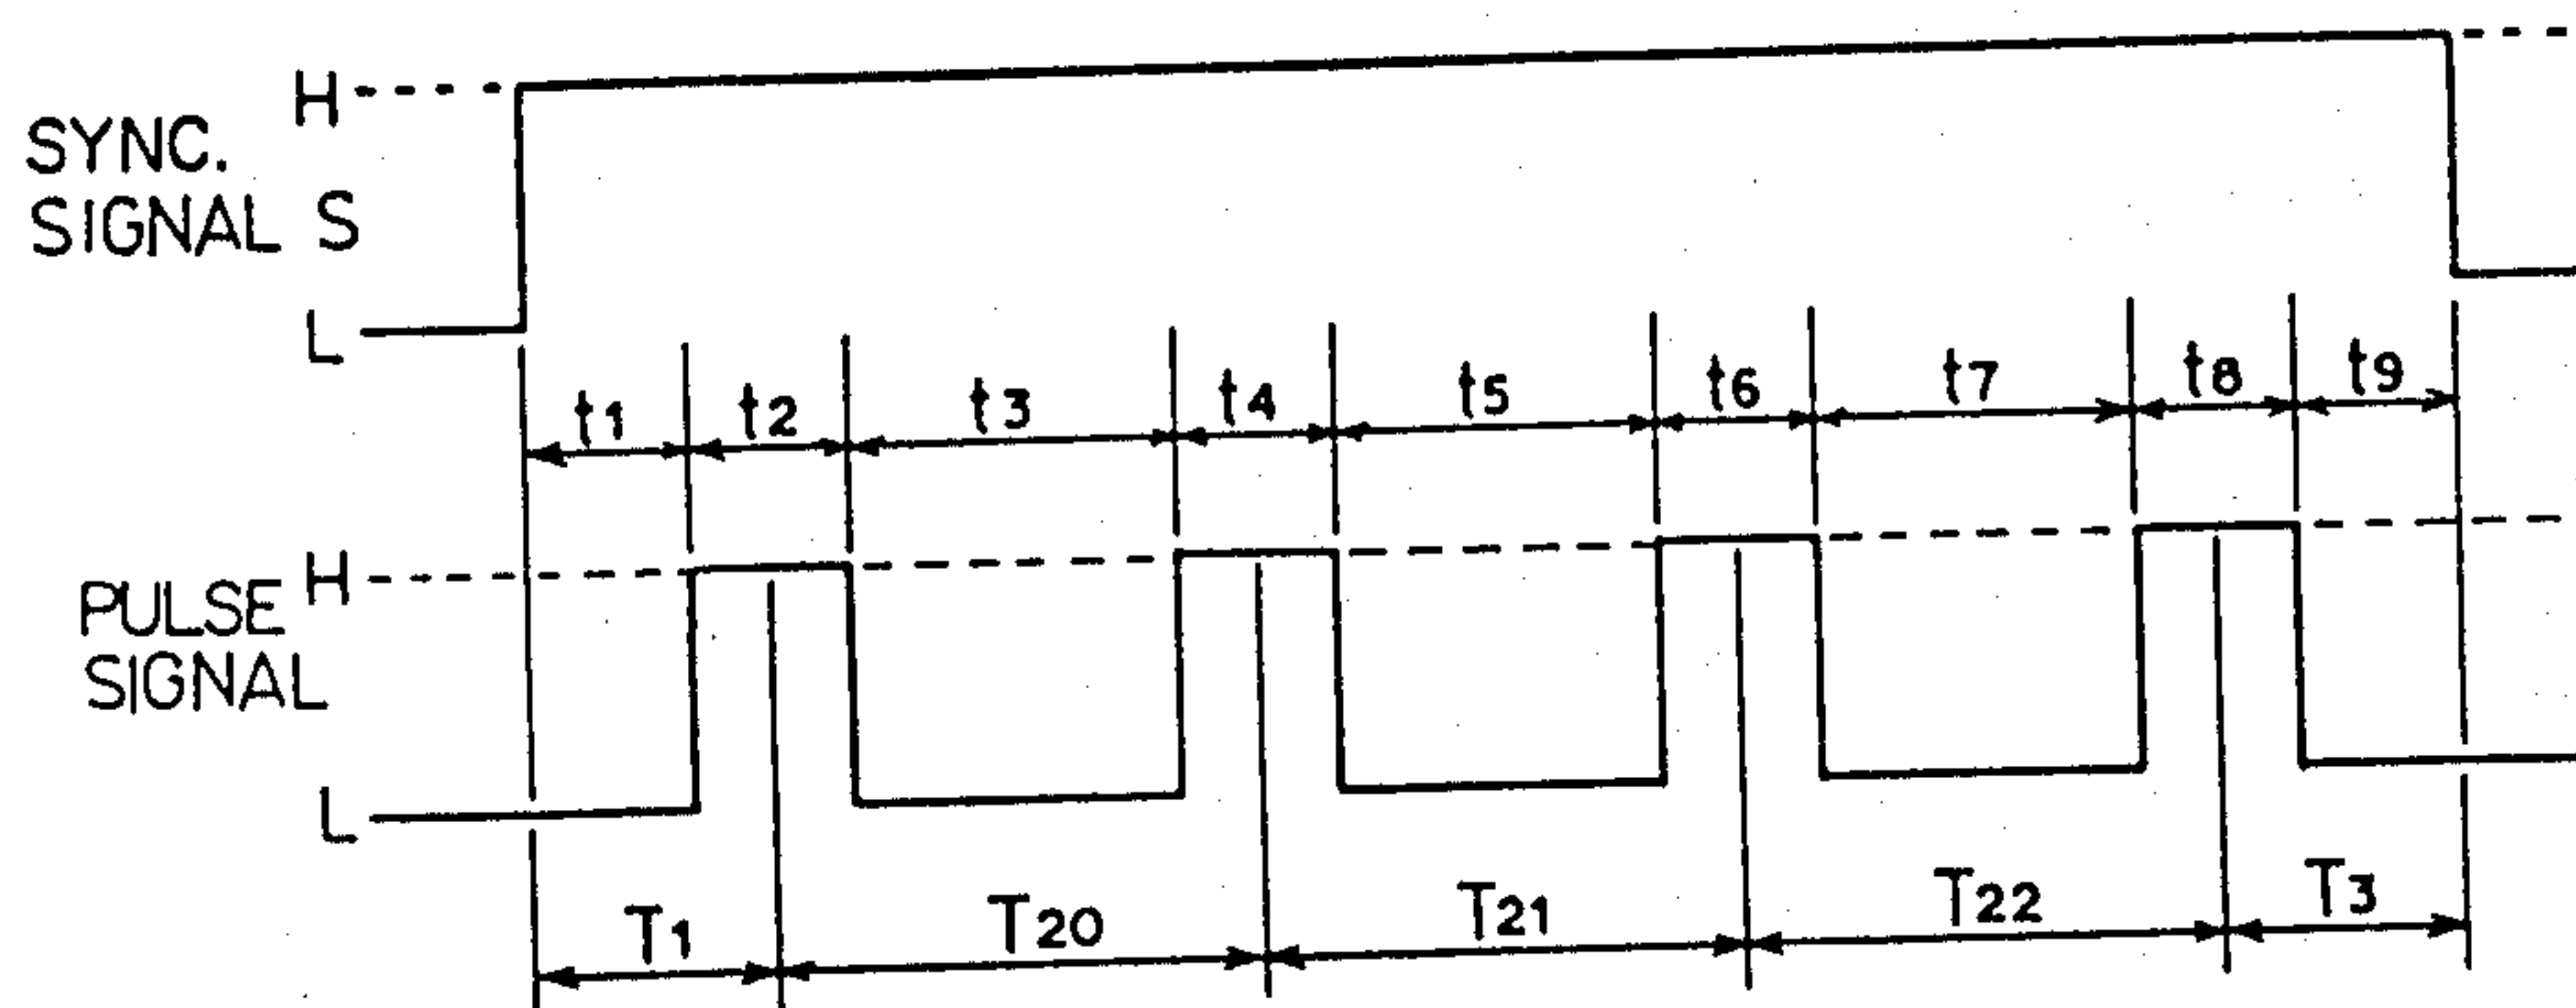 H
SYNC.
SIGNAL S
L
t1 t2 t3 t4 t5 t6 t7 t8 t9
H
PULSE
SIGNAL
L
T1 T20 T21 T22 T3